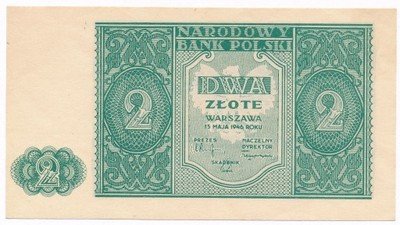 NARODOWY
BANK POLSKI
DWA
ZŁOTE
WARSZAWA
15 MAJA 1946 ROKU
PREZES
NACZELNY
DYREKTOR
SKARBNIK
2
2
2